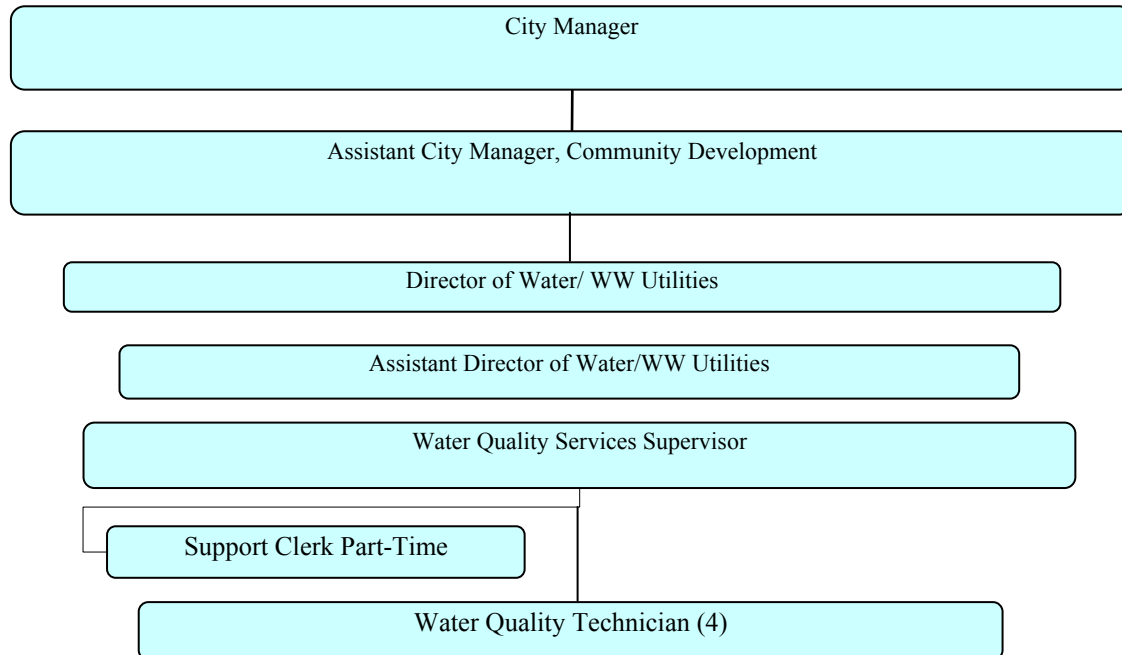 City Manager
Assistant City Manager, Community Development
Director of Water/ WW Utilities
Assistant Director of Water/WW Utilities
Water Quality Services Supervisor
Support Clerk Part-Time
Water Quality Technician (4)